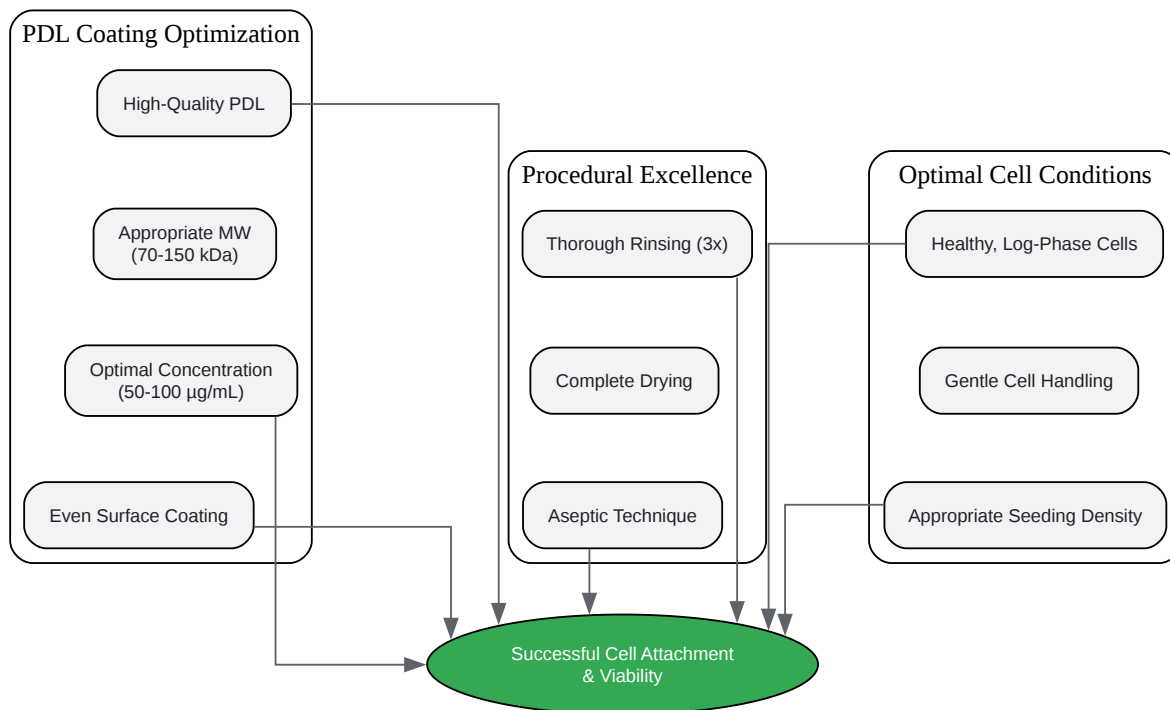 PDL Coating Optimization
High-Quality PDL
Appropriate MW
(70-150 kDa)
Optimal Concentration
(50-100 µg/mL)
Even Surface Coating
Procedural Excellence
Thorough Rinsing (3x)
Complete Drying
Aseptic Technique
Optimal Cell Conditions
Healthy, Log-Phase Cells
Gentle Cell Handling
Appropriate Seeding Density
Successful Cell Attachment
& Viability